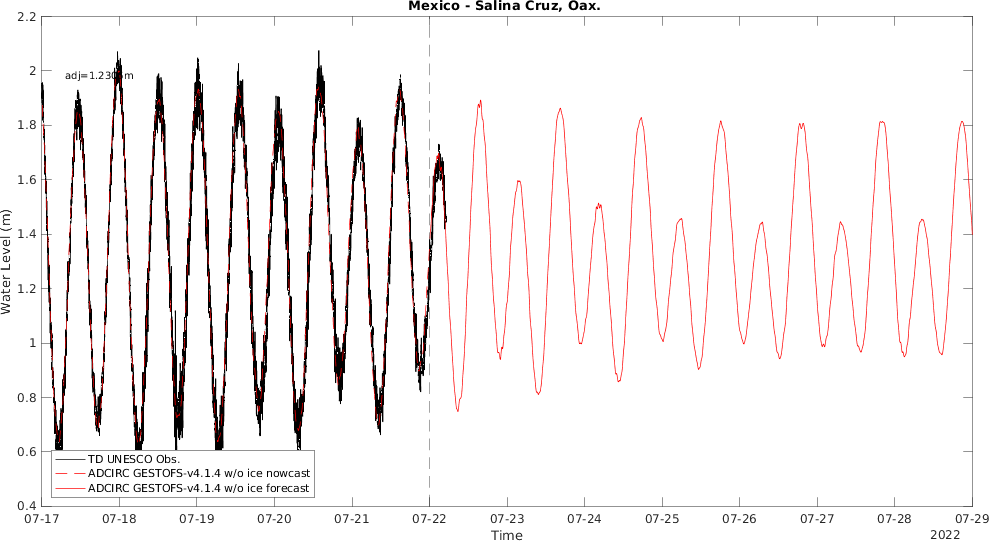 Mexico - Salina Cruz, Oax.
2.2
2
1.8
1.6
1.4
1.2
1
0.8
0.6
0.4
Water Level (m)
TD UNESCO Obs.
ADCIRC GESTOFS-v4.1.4 w/o ice nowcast
ADCIRC GESTOFS-v4.1.4 w/o ice forecast
07-17 07-18 07-19 07-20 07-21 07-22 07-23 07-24 07-25 07-26 07-27 07-28 07-29
Time
2022